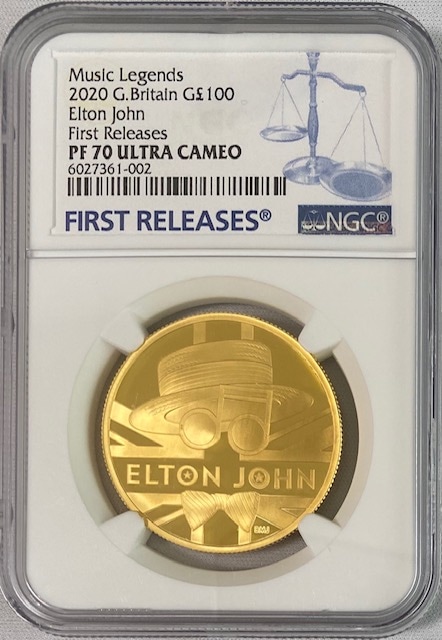 Music Legends
2020 G.Britain G£100
Elton John
First Releases
PF 70 ULTRA CAMEO
6027361-002
FIRST RELEASES®
NGC®
ELTON JOHN